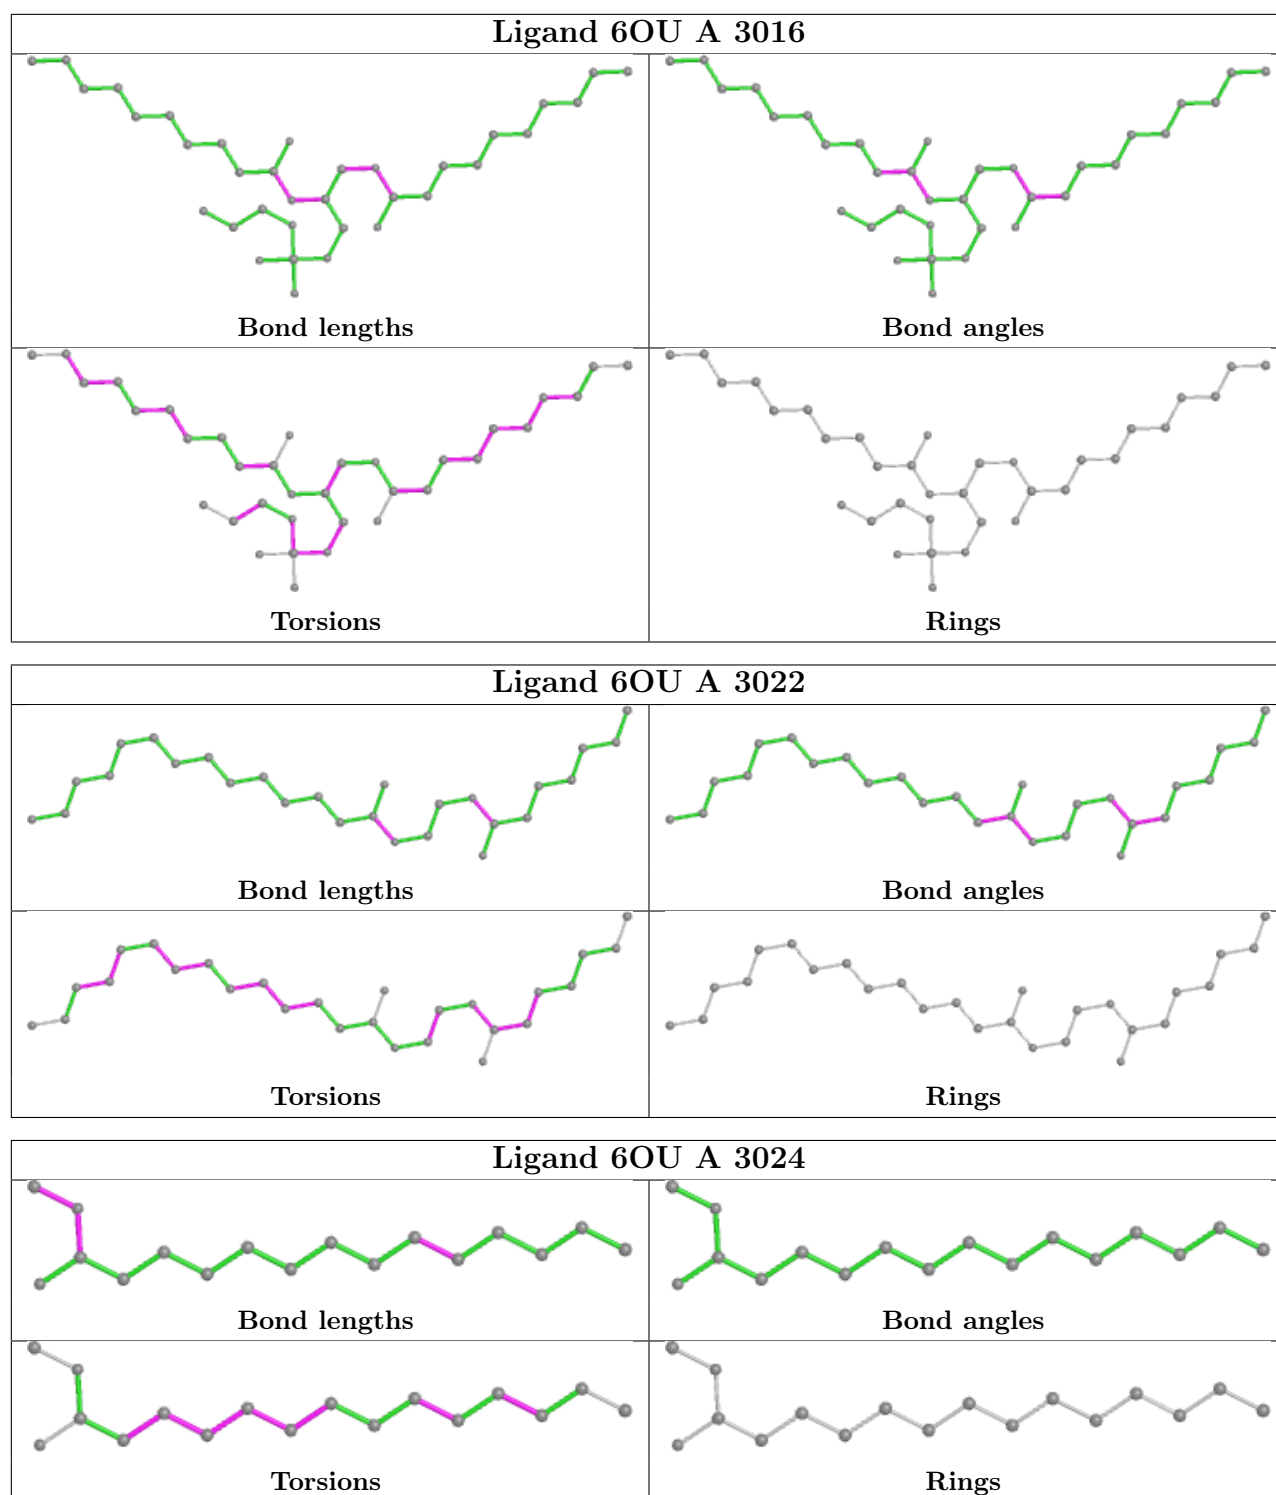 Ligand 6OU A 3016
Bond lengths
Bond angles
Torsions
Rings
Ligand 6OU A 3022
Bond lengths
Bond angles
Torsions
Rings
Ligand 6OU A 3024
Bond lengths
Bond angles
Torsions
Rings